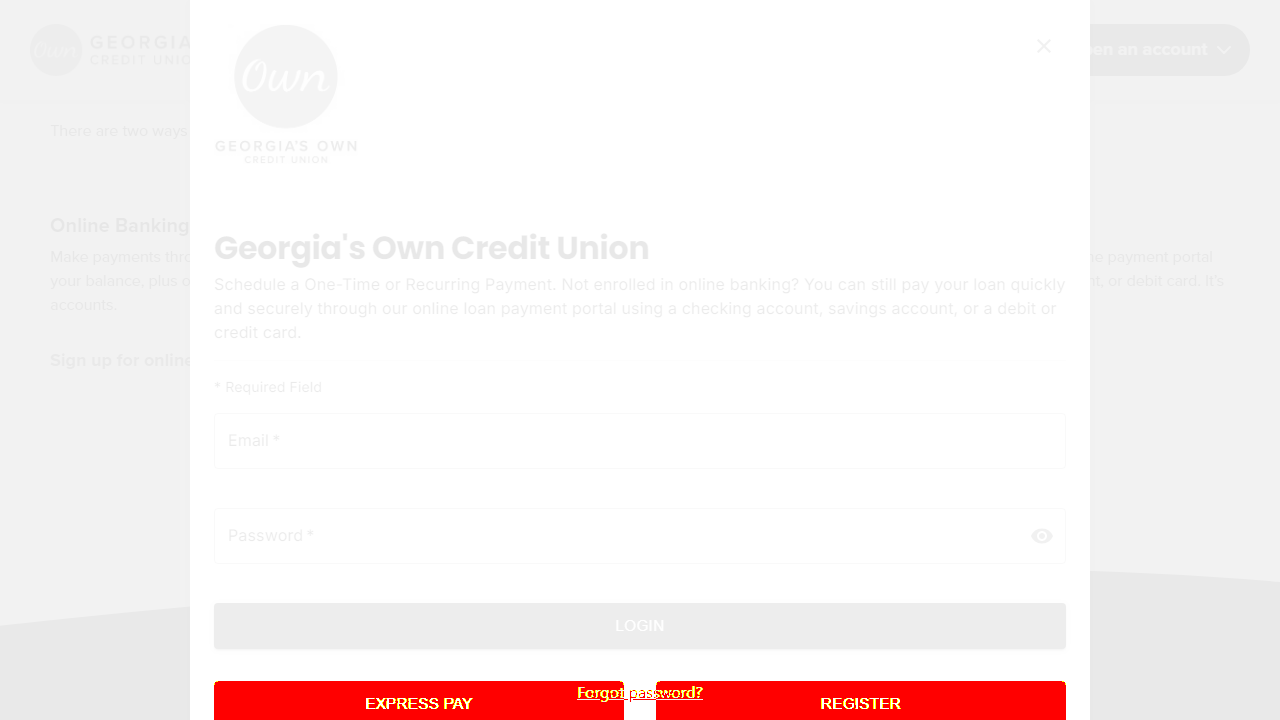 Own
GEORGIA
CREDIT UNION
en an account
Own
GEORGIA'S OWN
CREDIT UNION
There are two ways
Online Banking
Make payments thr
your balance, plus o
accounts.
Sign up for online
ne payment portal.
nt, or debit card. It's
Georgia's Own Credit Union
Schedule a One-Time or Recurring Payment. Not enrolled in online banking? You can still pay your loan quickly
and securely through our online loan payment portal using a checking account, savings account, or a debit or
credit card.
* Required Field
Email *
Password *
LOGIN
Forgot password?
EXPRESS PAY
REGISTER